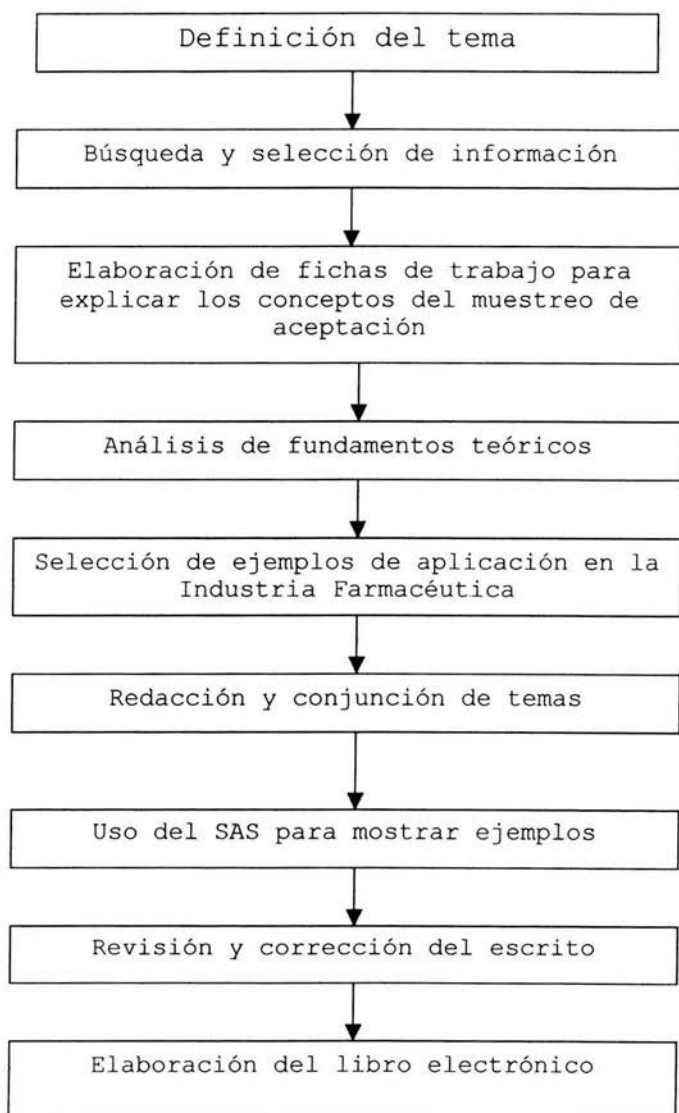 Definición del tema
Búsqueda y selección de información
Elaboración de fichas de trabajo para
explicar los conceptos del muestreo de
aceptación
Análisis de fundamentos teóricos
Selección de ejemplos de aplicación en la
Industria Farmacéutica
Redacción y conjunción de temas
Uso del SAS para mostrar ejemplos
Revisión y corrección del escrito
Elaboración del libro electrónico